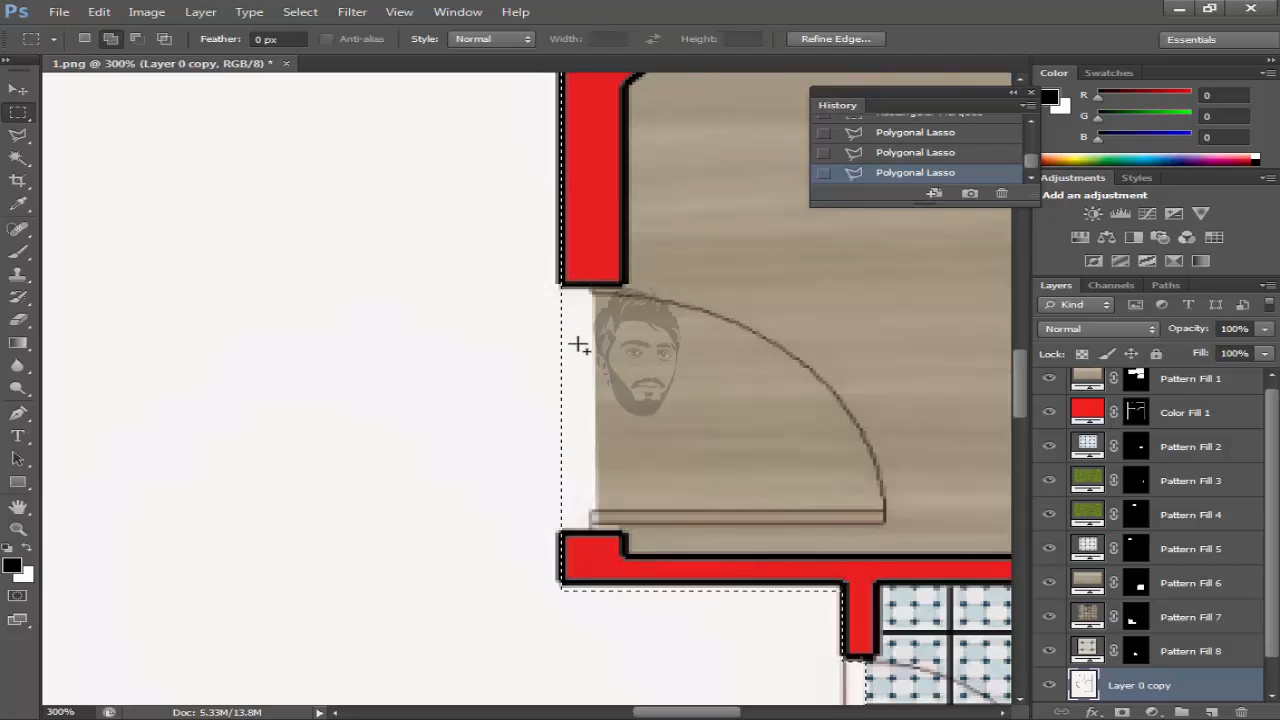 Ps File Edit Image Layer Type Select Filter View Window Help
Feather: 0 px Anti-alias Style: Normal Width: Height: Refine Edge... Essentials
1.png @ 300% (Layer 0 copy, RGB/8) * ×
Color Swatches
R 0
G 0
B 0
History
Polygonal Lasso
Polygonal Lasso
Polygonal Lasso
Adjustments Styles
Add an adjustment
Layers Channels Paths
Kind
Normal Opacity: 100%
Lock: Fill: 100%
Pattern Fill 1
Color Fill 1
Pattern Fill 2
Pattern Fill 3
Pattern Fill 4
Pattern Fill 5
Pattern Fill 6
Pattern Fill 7
Pattern Fill 8
Layer 0 copy
300% Doc: 5.33M/13.8M